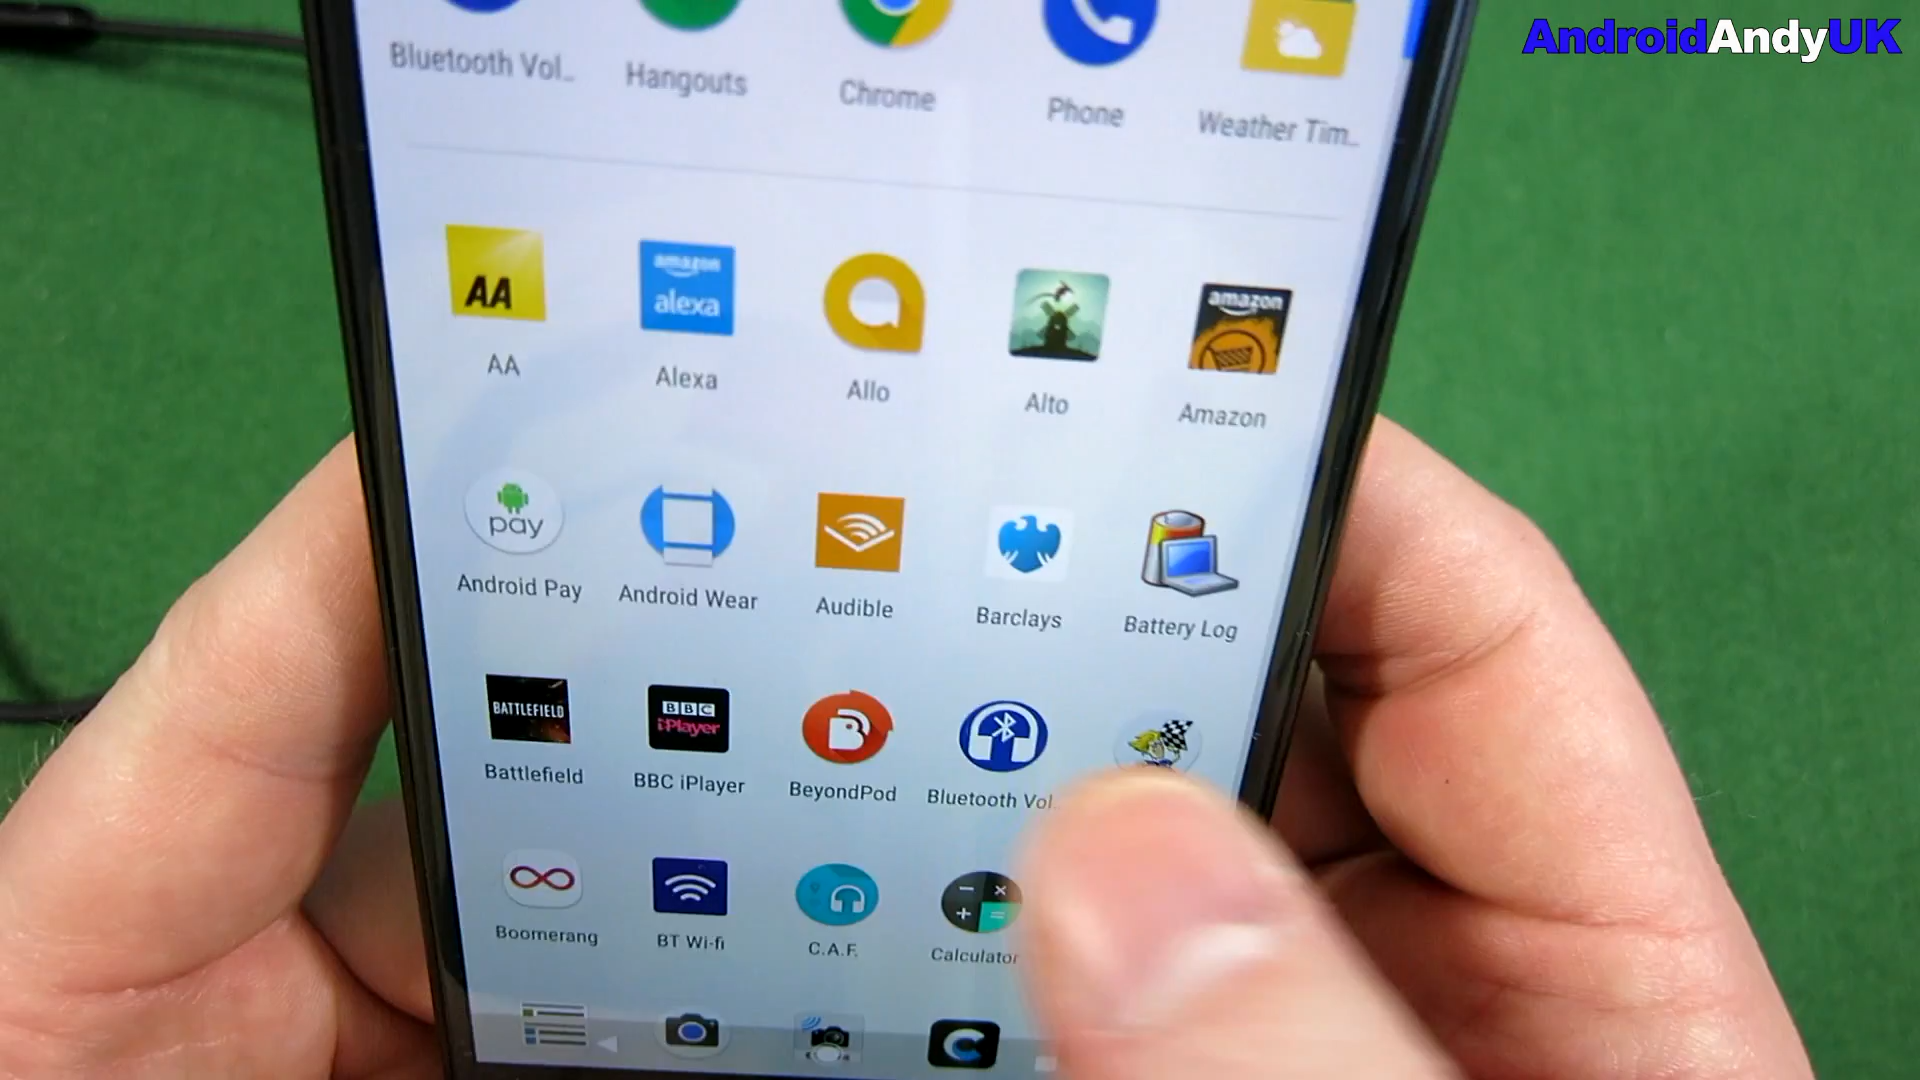 AndroidAndyUK
Bluetooth Vol..
Hangouts
Chrome
Phone
Weather Tim..
AA
amazon
alexa
amazon
AA
Alexa
Allo
Alto
Amazon
pay
Android Pay
Android Wear
Audible
Barclays
Battery Log
BATTLEFIELD
BBC
iPlayer
Battlefield
BBC iPlayer
BeyondPod
Bluetooth Vol..
Boomerang
BT Wi-fi
C.A.F.
Calculator